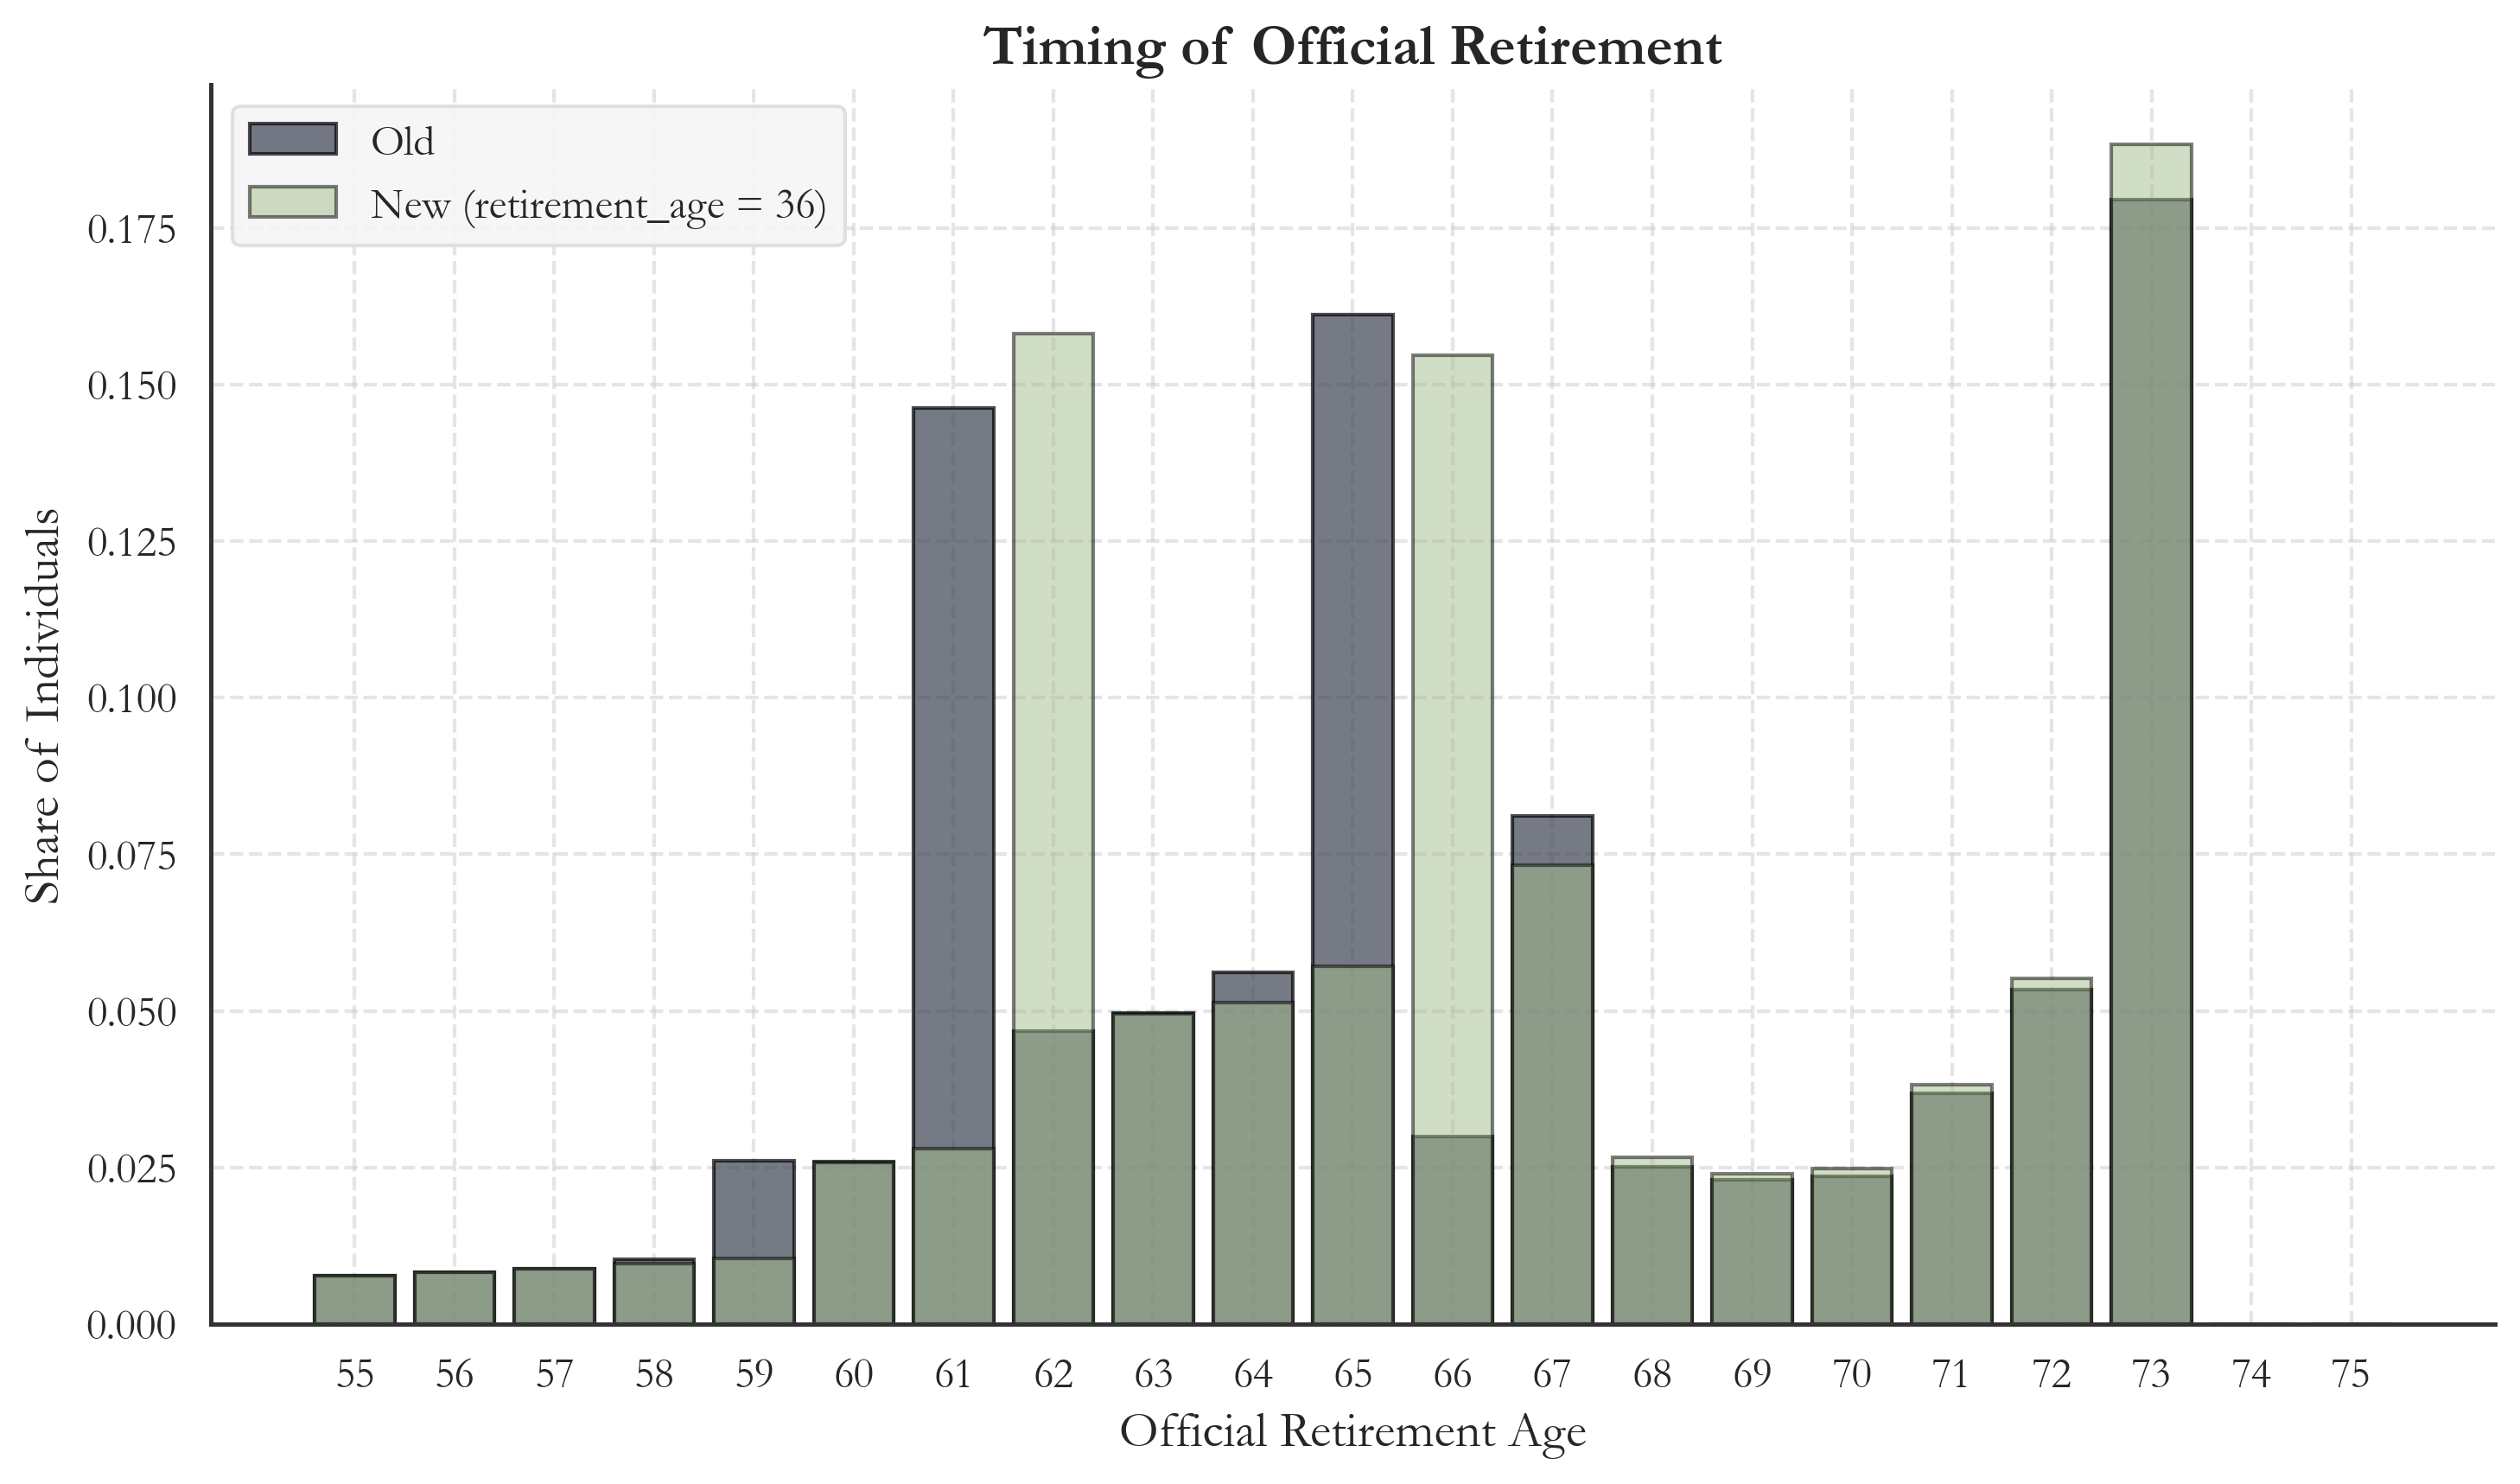 Timing of Official Retirement
Old
New (retirement_age = 36)
0.175
0.150
0.125
0.100
0.075
0.050
0.025
0.000
Share of Individuals
55 56 57 58 59 60 61 62 63 64 65 66 67 68 69 70 71 72 73 74 75
Official Retirement Age